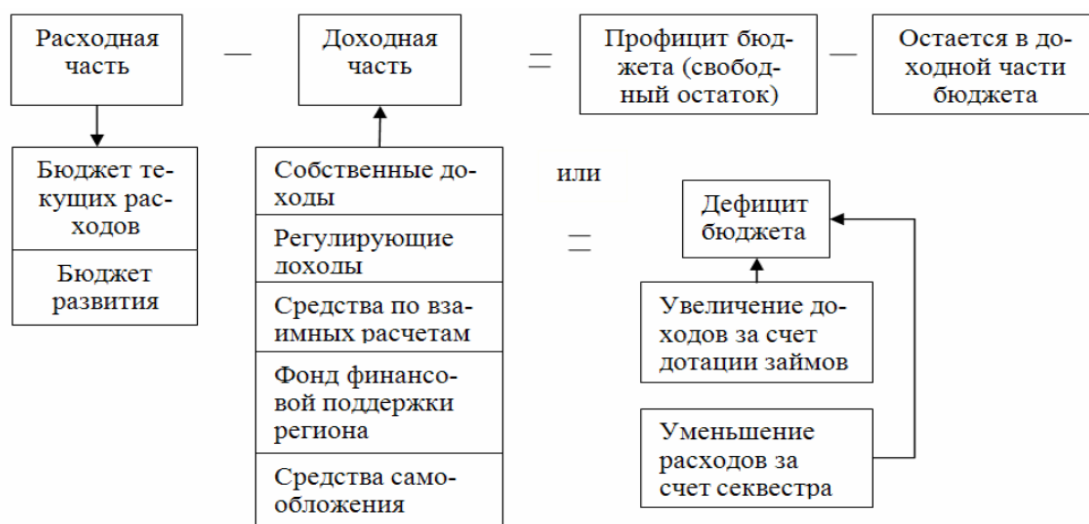 Расходная
часть
—
Доходная
часть
=
Профицит бюд-
жета (свобод-
ный остаток)
—
Остается в до-
ходной части
бюджета
Бюджет те-
кущих рас-
ходов
Бюджет
развития
Собственные до-
ходы
Регулирующие
доходы
Средства по вза-
имных расчетам
Фонд финансо-
вой поддержки
региона
Средства само-
обложения
или
=
Дефицит
бюджета
Увеличение до-
ходов за счет
дотации займов
Уменьшение
расходов за
счет секвестра